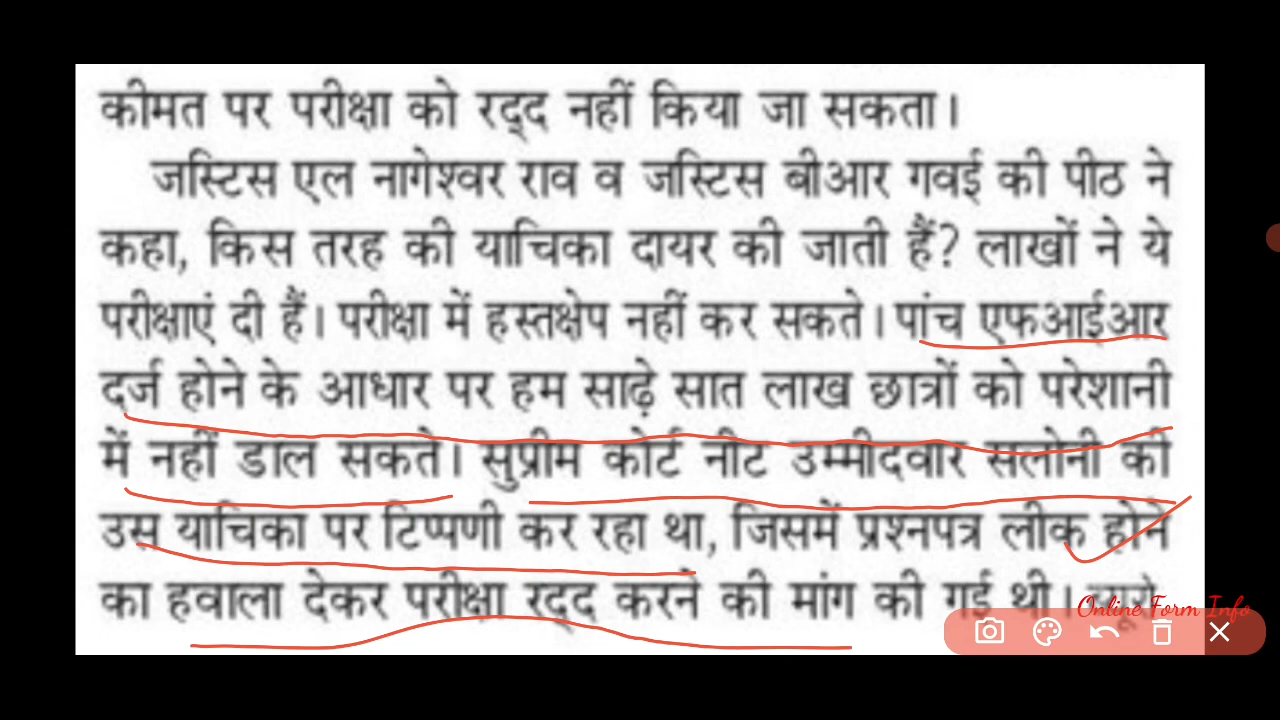 कीमत पर परीक्षा को रद्द नहीं किया जा सकता।
जस्टिस एल नागेश्वर राव व जस्टिस बीआर गवई की पीठ ने
कहा, किस तरह की याचिका दायर की जाती हैं? लाखों ने ये
परीक्षाएं दी हैं। परीक्षा में हस्तक्षेप नहीं कर सकते। पांच एफआईआर
दर्ज होने के आधार पर हम साढ़े सात लाख छात्रों को परेशानी
में नहीं डाल सकते। सुप्रीम कोर्ट नीट उम्मीदवार सलोनी की
उस याचिका पर टिप्पणी कर रहा था, जिसमें प्रश्नपत्र लीक होने
का हवाला देकर परीक्षा रद्द करने की मांग की गई थी।
Online Form Info